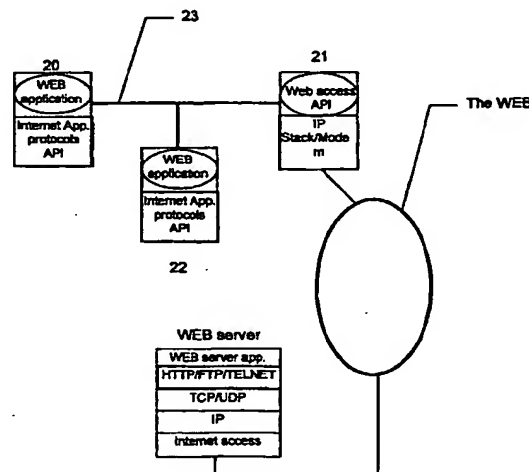 23
20
WEB
application
Internet App.
protocols
API
21
Web access
API
IP
Stack/Mode
m
The WEB
WEB
application
Internet App.
protocols
API
22
WEB server
WEB server app.
HTTP/FTP/TELNET
TCP/UDP
IP
Internet access